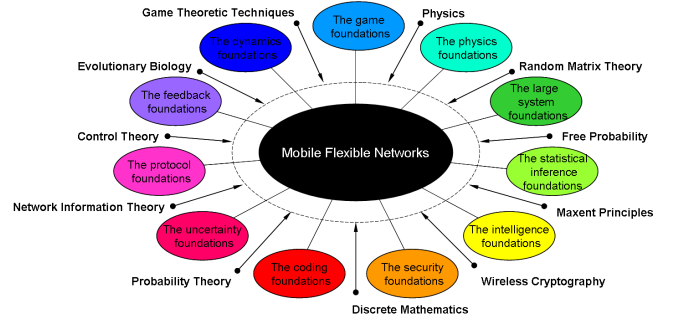 Game Theoretic Techniques
The game
foundations
Physics
The dynamics
foundations
The physics
foundations
Evolutionary Biology
Random Matrix Theory
The feedback
foundations
The large
system
foundations
Control Theory
Free Probability
Mobile Flexible Networks
The protocol
foundations
The statistical
inference
foundations
Network Information Theory
Maxent Principles
The uncertainty
foundations
The intelligence
foundations
Probability Theory
The coding
foundations
The security
foundations
Wireless Cryptography
Discrete Mathematics